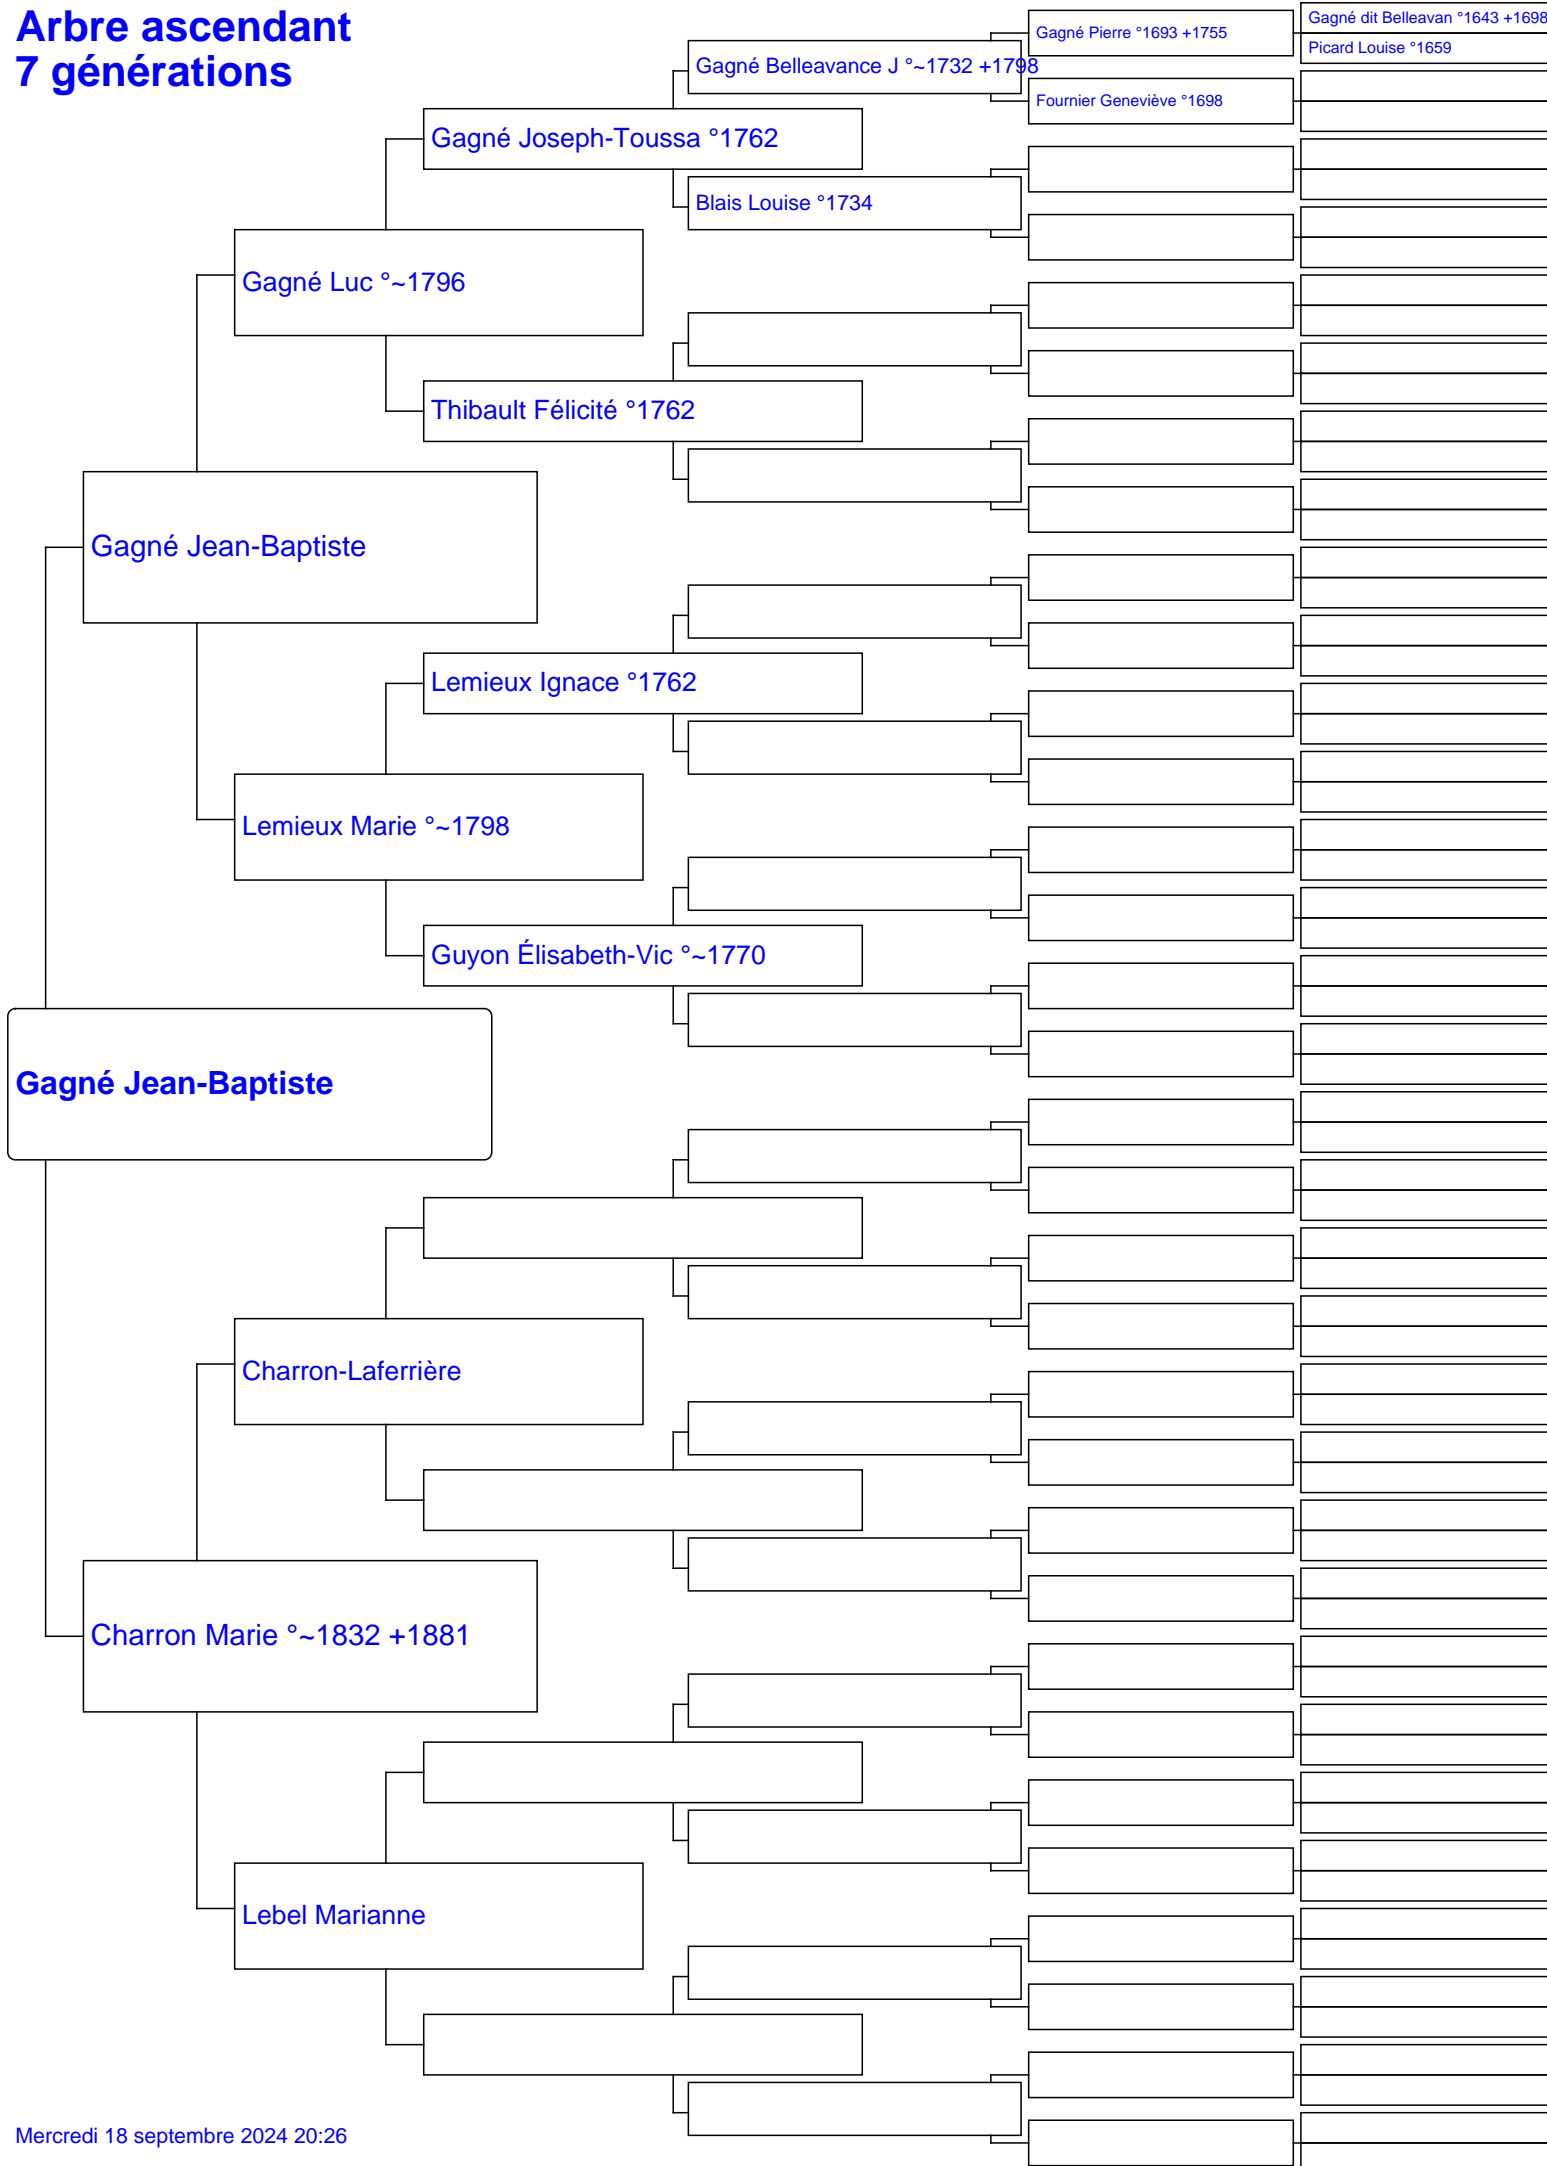 Arbre ascendant
7 générations
Gagné Pierre °1693 +1755
Gagné dit Belleavan °1643 +1698
Picard Louise °1659
Gagné Belleavance J °~1732 +1798
Fournier Geneviève °1698
Gagné Joseph-Toussa °1762
Blais Louise °1734
Gagné Luc °~1796
Thibault Félicité °1762
Gagné Jean-Baptiste
Lemieux Ignace °1762
Lemieux Marie °~1798
Guyon Élisabeth-Vic °~1770
Gagné Jean-Baptiste
Charron-Laferrière
Charron Marie °~1832 +1881
Lebel Marianne
Mercredi 18 septembre 2024 20:26